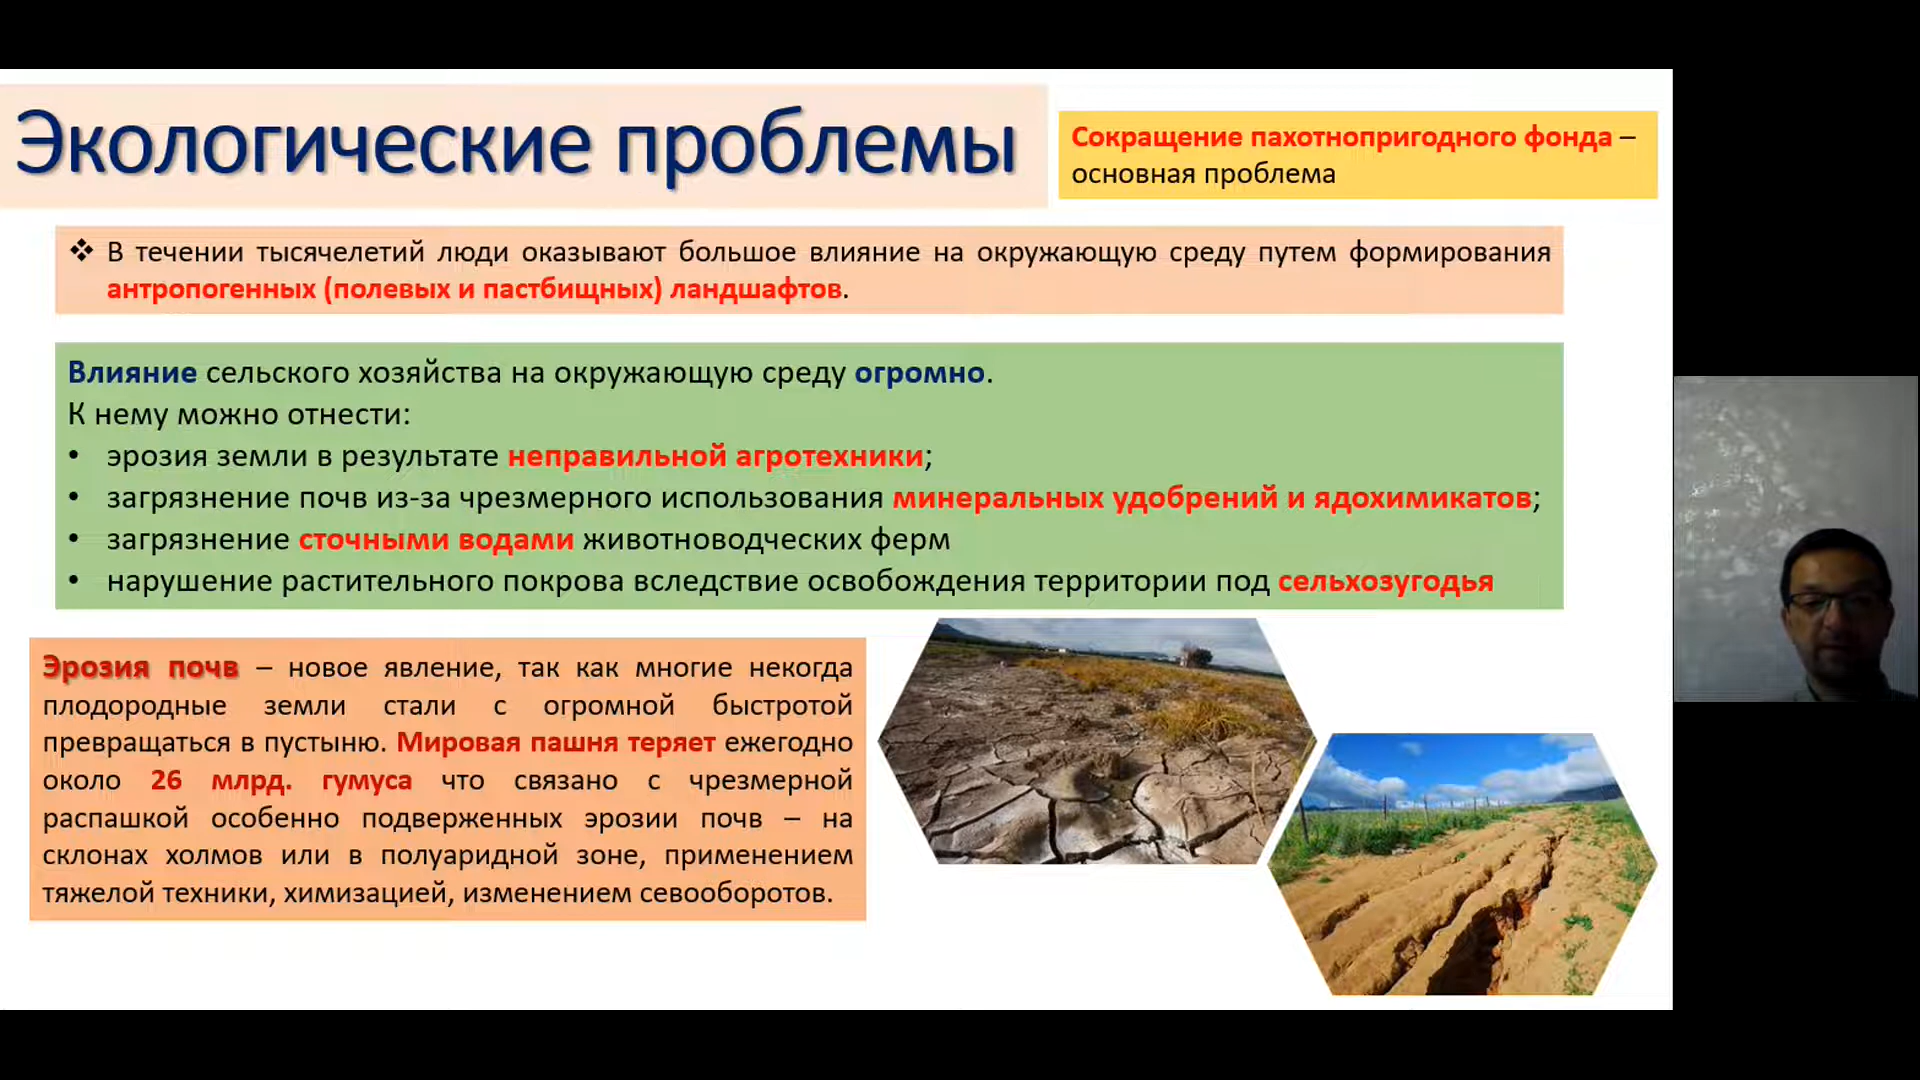 Экологические проблемы
Сокращение пахотнопригодного фонда –
основная проблема
❖ В течении тысячелетий люди оказывают большое влияние на окружающую среду путем формирования
антропогенных (полевых и пастбищных) ландшафтов.
Влияние сельского хозяйства на окружающую среду огромно.
К нему можно отнести:
• эрозия земли в результате неправильной агротехники;
• загрязнение почв из-за чрезмерного использования минеральных удобрений и ядохимикатов;
• загрязнение сточными водами животноводческих ферм
• нарушение растительного покрова вследствие освобождения территории под сельхозугодья
Эрозия почв – новое явление, так как многие некогда
плодородные земли стали с огромной быстротой
превращаться в пустыню. Мировая пашня теряет ежегодно
около 26 млрд. гумуса что связано с чрезмерной
распашкой особенно подверженных эрозии почв – на
склонах холмов или в полуаридной зоне, применением
тяжелой техники, химизацией, изменением севооборотов.